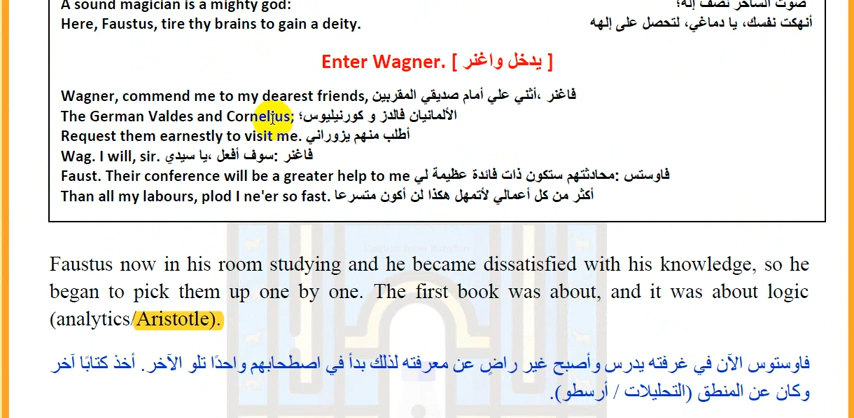 A sound magician is a mighty god: صوت الساحر نصف إله؛
Here, Faustus, tire thy brains to gain a deity. أنهكت نفسك، يا دماغي، لتحصل على إلهه
Enter Wagner. [ يدخل واغنر ]
Wagner, commend me to my dearest friends, فاغنر ،أثني علي أمام صديقي المقربين
The German Valdes and Cornelius; الألمانيان فالدز و كورنيليوس؛
Request them earnestly to visit me. أطلب منهم يزوراني
Wag. I will, sir. فاغنر :سوف أفعل ،يا سيدي
Faust. Their conference will be a greater help to me فاوستس :محادثتهم ستكون ذات فائدة عظيمة لي
Than all my labours, plod I ne'er so fast. أكثر من كل أعمالي لأتمهل هكذا لن أكون متسرعا
Faustus now in his room studying and he became dissatisfied with his knowledge, so he
began to pick them up one by one. The first book was about, and it was about logic
(analytics/Aristotle).
فاوستوس الآن في غرفته يدرس وأصبح غير راضٍ عن معرفته لذلك بدأ في اصطحابهم واحدًا تلو الآخر. أخذ كتابًا آخر
وكان عن المنطق (التحليلات / أرسطو).